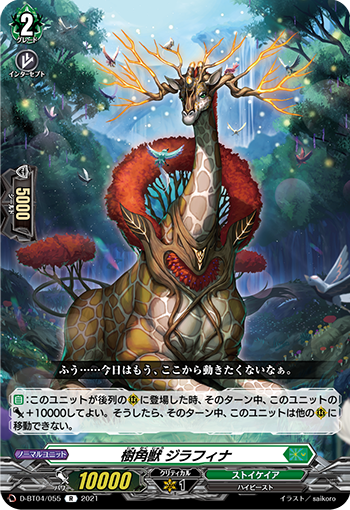 2
グレード
インターセプト
シールド
5000
ふう……今日はもう、ここから動きたくないなぁ。
:このユニットが後列の に登場した時、そのターン中、このユニットの
+10000してよい。そうしたら、そのターン中、このユニットは他の に
移動できない。
ノーマルユニット
樹角獣 ジラフィナ
ストイケイア
ハイビースト
パワー
10000
クリティカル
1
D-BT04/055 R 2021
イラスト/saikoro